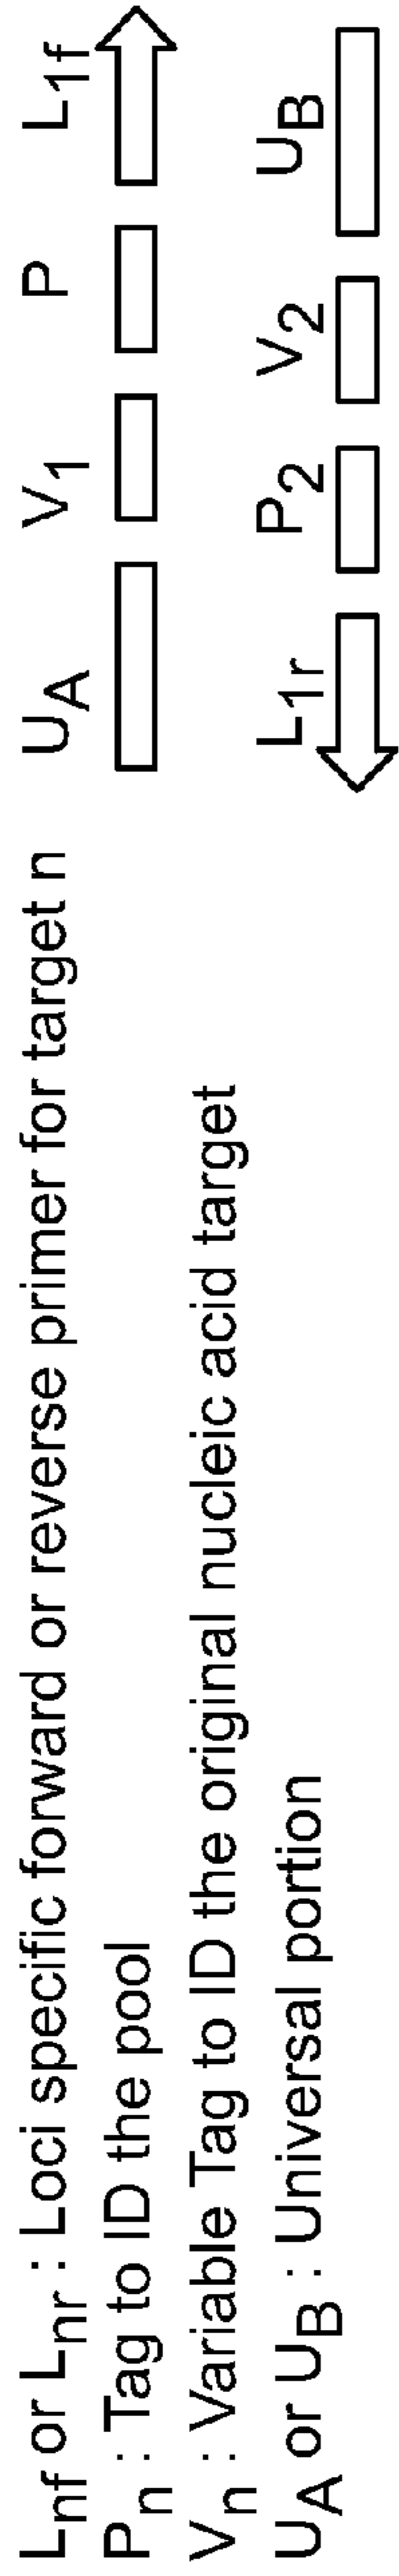 Lnf or Lnr : Loci specific forward or reverse primer for target n
Pn : Tag to ID the pool
Vn : Variable Tag to ID the original nucleic acid target
UA or UB : Universal portion
UA V1 P L1f
L1r P2 V2 UB